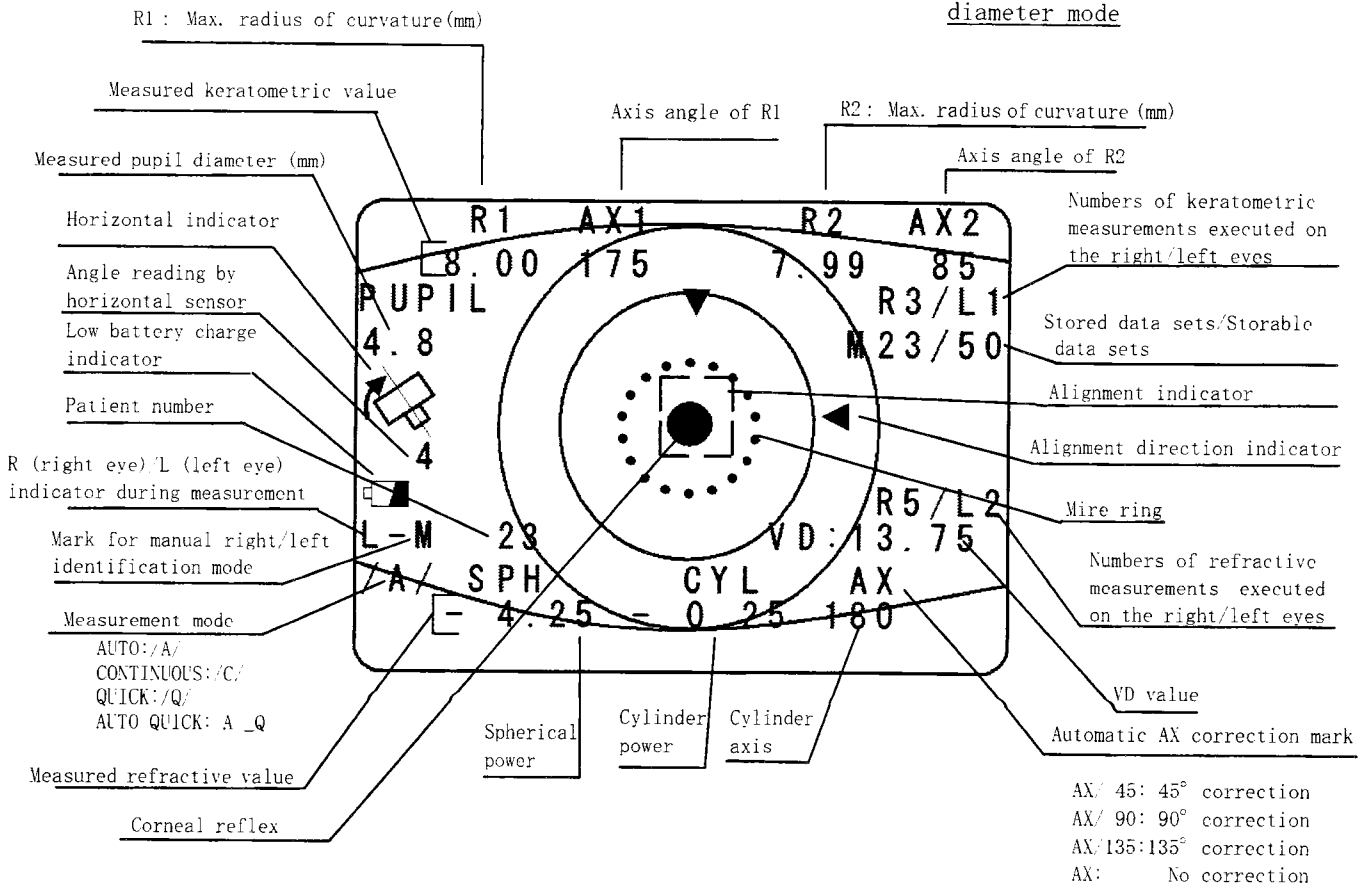 diameter mode
R1 : Max. radius of curvature(mm)
Measured keratometric value
Axis angle of R1
R2 : Max. radius of curvature (mm)
Measured pupil diameter (mm)
Axis angle of R2
Horizontal indicator
Angle reading by
horizontal sensor
Low battery charge
indicator
Patient number
R (right eye)/L (left eye)
indicator during measurement
Mark for manual right/left
identification mode
Measurement mode
AUTO:/A/
CONTINUOUS:/C/
QUICK:/Q/
AUTO QUICK: A _Q
Measured refractive value
Corneal reflex
R1 AX1 R2 AX2
8.00 175 7.99 85
PUPIL
R3/L1
4.8
M23/50
4
R5/L2
L-M 23 VD:13.75
/A/ SPH CYL AX
- 4.25 - 0 25 180
Numbers of keratometric
measurements executed on
the right/left eyes
Stored data sets/Storable
data sets
Alignment indicator
Alignment direction indicator
Mire ring
Numbers of refractive
measurements executed
on the right/left eyes
VD value
Automatic AX correction mark
Spherical
power
Cylinder
power
Cylinder
axis
AX/ 45: 45° correction
AX/ 90: 90° correction
AX/135:135° correction
AX: No correction